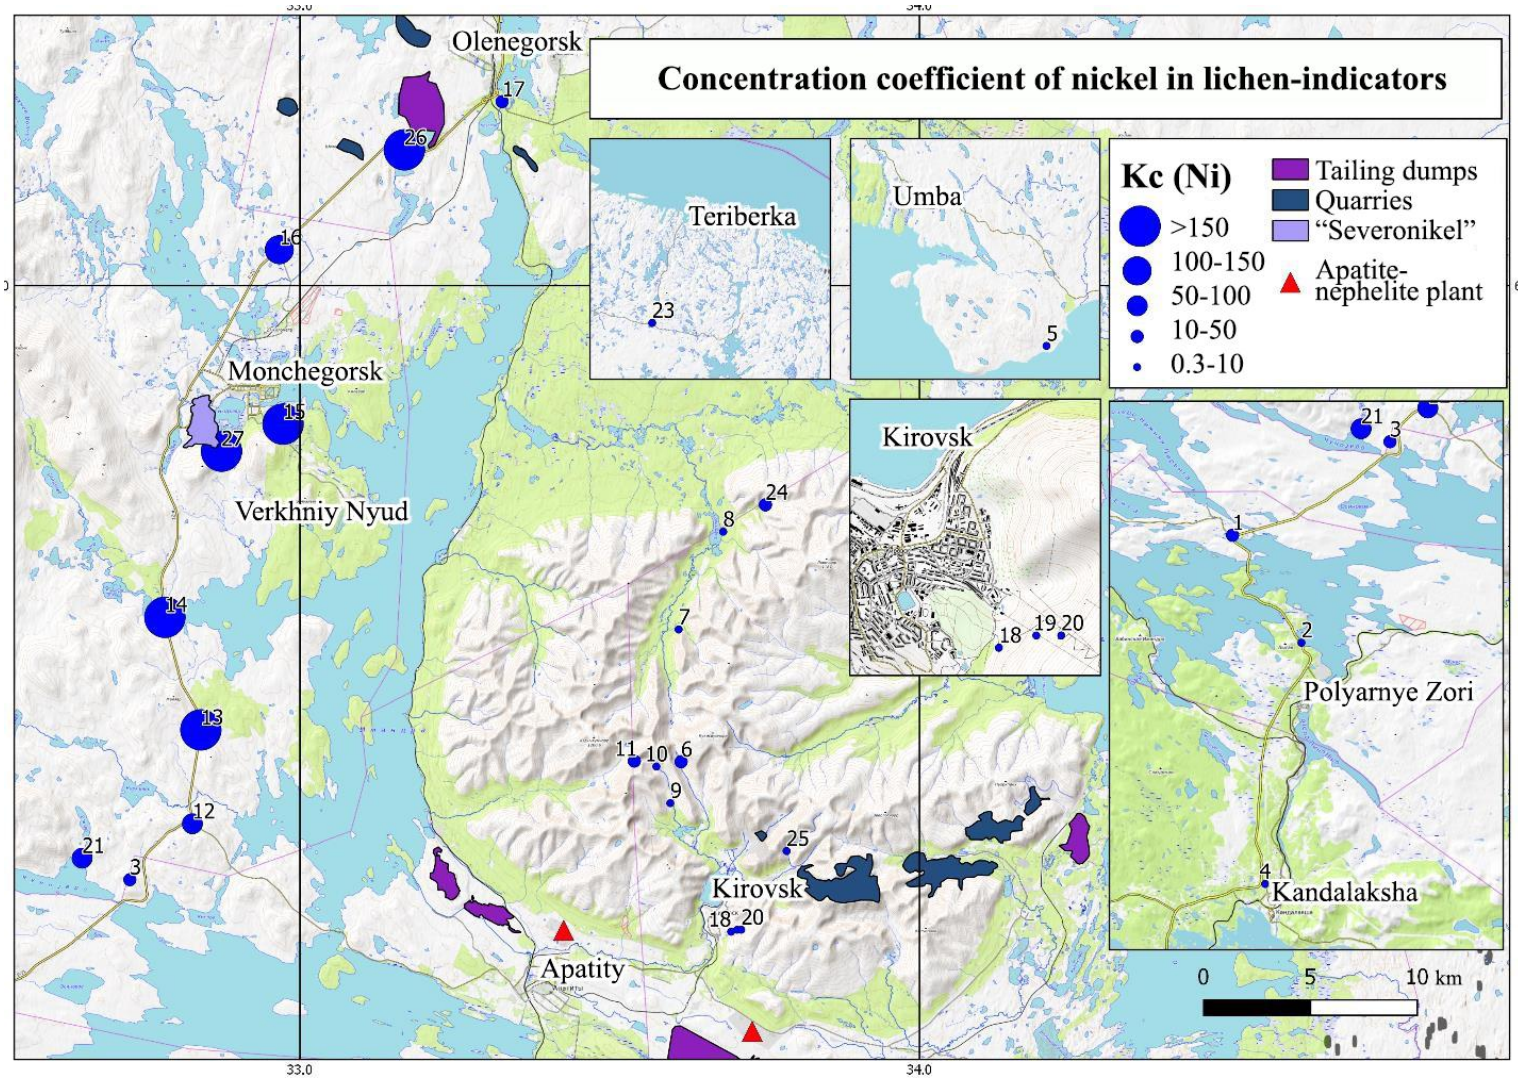 33.0
34.0
Olenegorsk
Concentration coefficient of nickel in lichen-indicators
17
26
16
Teriberka
23
Umba
5
Kc (Ni)
>150
100-150
50-100
10-50
0.3-10
Tailing dumps
Quarries
“Severonikel”
Apatite-
nephelite plant
Monchegorsk
15
27
Verkhniy Nyud
Kirovsk
18
19
20
21
3
1
2
Polyarnye Zori
4
Kandalaksha
24
8
7
14
13
11
10
6
9
12
21
3
25
Kirovsk
18
20
Apatity
0
5
10 km
33.0
34.0